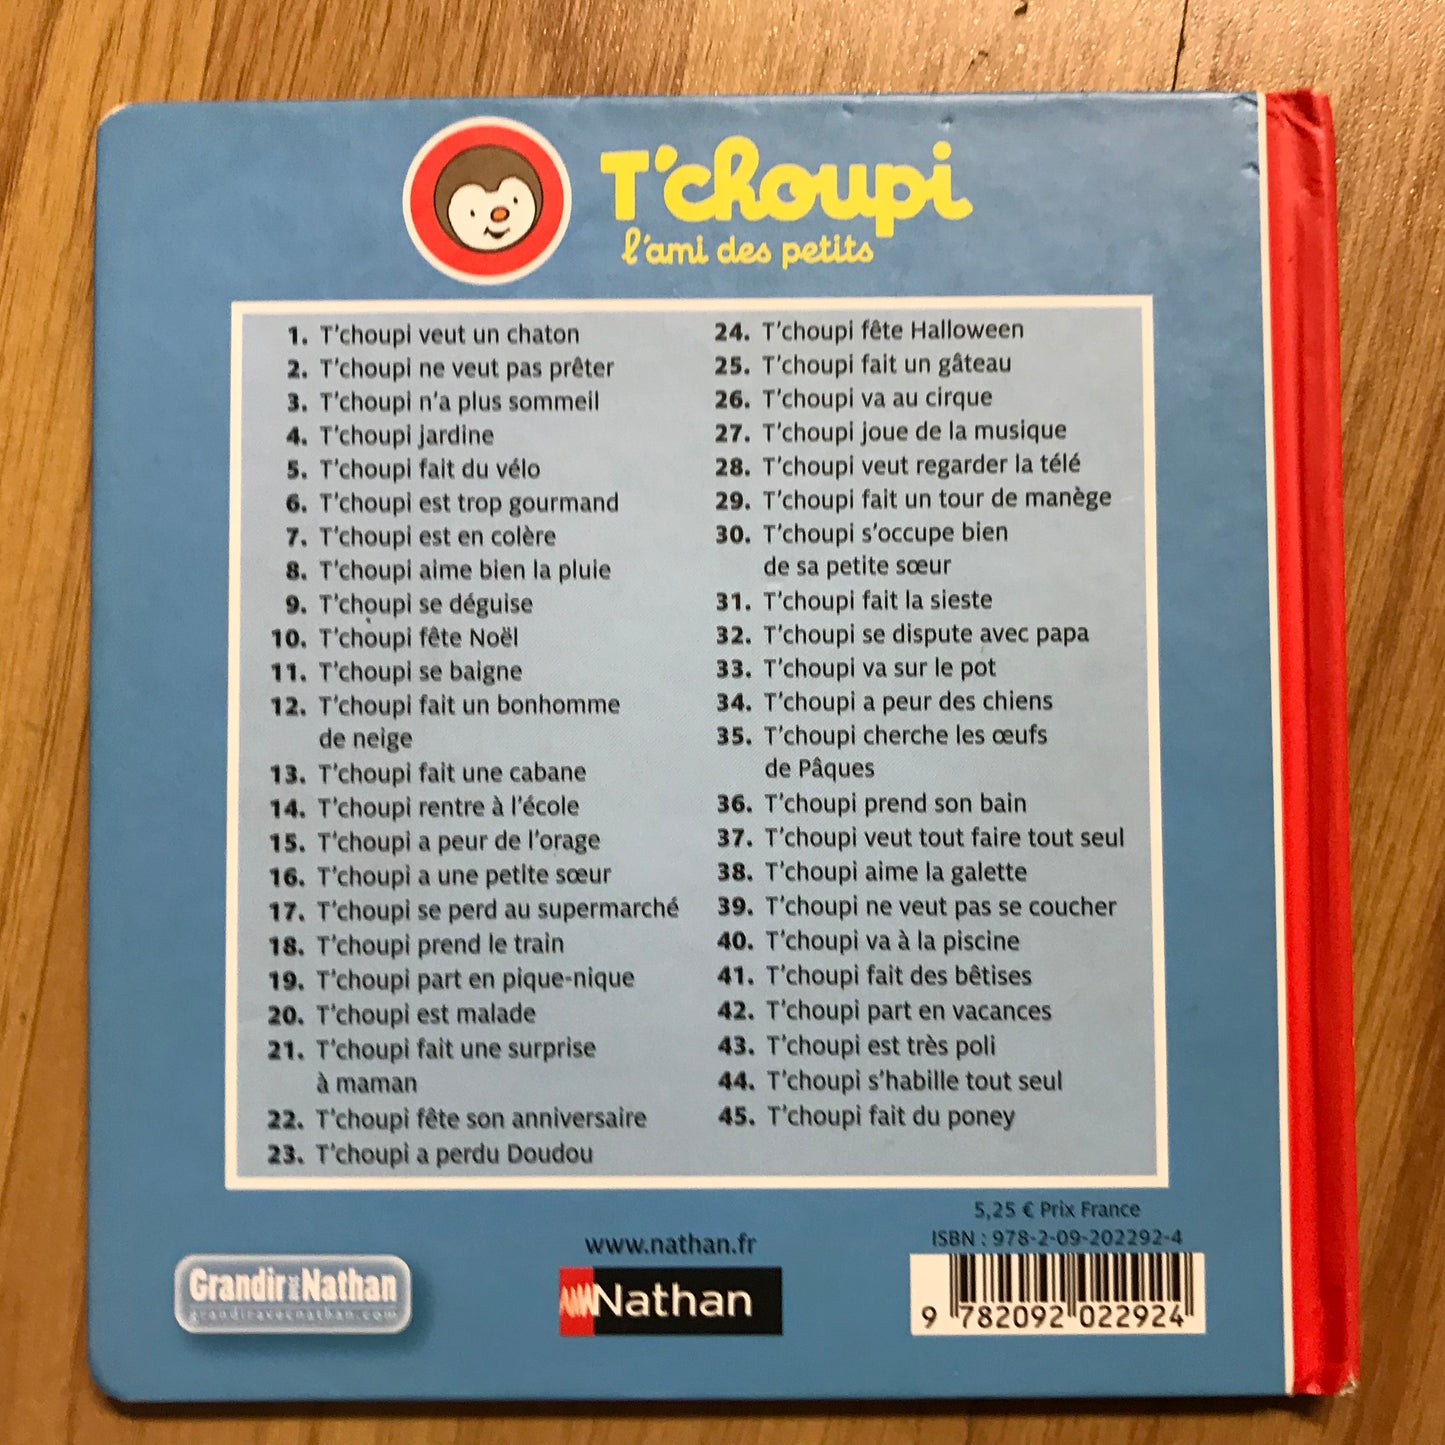 T'choupi
l'ami des petits
1. T'choupi veut un chaton
2. T'choupi ne veut pas prêter
3. T'choupi n'a plus sommeil
4. T'choupi jardine
5. T'choupi fait du vélo
6. T'choupi est trop gourmand
7. T'choupi est en colère
8. T'choupi aime bien la pluie
9. T'choupi se déguise
10. T'choupi fête Noël
11. T'choupi se baigne
12. T'choupi fait un bonhomme
de neige
13. T'choupi fait une cabane
14. T'choupi rentre à l'école
15. T'choupi a peur de l'orage
16. T'choupi a une petite sœur
17. T'choupi se perd au supermarché
18. T'choupi prend le train
19. T'choupi part en pique-nique
20. T'choupi est malade
21. T'choupi fait une surprise
à maman
22. T'choupi fête son anniversaire
23. T'choupi a perdu Doudou
24. T'choupi fête Halloween
25. T'choupi fait un gâteau
26. T'choupi va au cirque
27. T'choupi joue de la musique
28. T'choupi veut regarder la télé
29. T'choupi fait un tour de manège
30. T'choupi s'occupe bien
de sa petite sœur
31. T'choupi fait la sieste
32. T'choupi se dispute avec papa
33. T'choupi va sur le pot
34. T'choupi a peur des chiens
35. T'choupi cherche les œufs
de Pâques
36. T'choupi prend son bain
37. T'choupi veut tout faire tout seul
38. T'choupi aime la galette
39. T'choupi ne veut pas se coucher
40. T'choupi va à la piscine
41. T'choupi fait des bêtises
42. T'choupi part en vacances
43. T'choupi est très poli
44. T'choupi s'habille tout seul
45. T'choupi fait du poney
5,25 € Prix France
ISBN : 978-2-09-202292-4
www.nathan.fr
Grandir avec Nathan
grandiravecnathan.com
Nathan
9 782092 022924